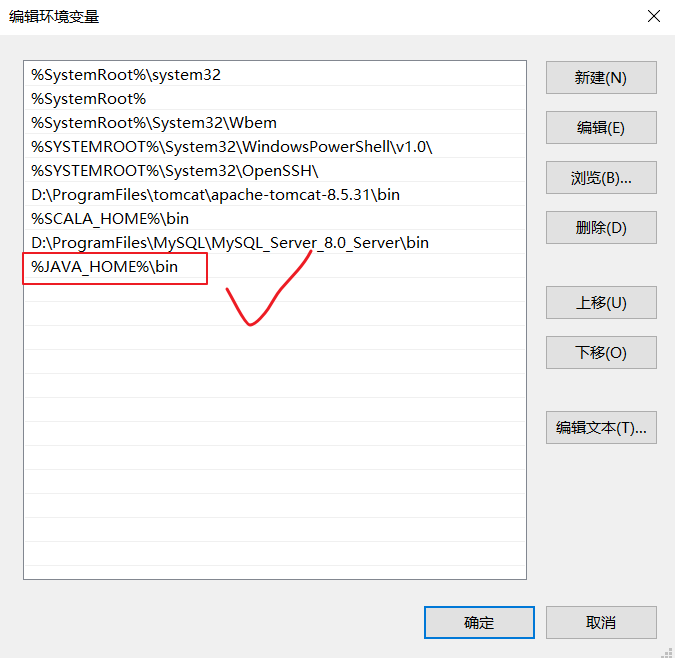 编辑环境变量
%SystemRoot%\system32
%SystemRoot%
%SystemRoot%\System32\Wbem
%SYSTEMROOT%\System32\WindowsPowerShell\v1.0\
%SYSTEMROOT%\System32\OpenSSH\
D:\ProgramFiles\tomcat\apache-tomcat-8.5.31\bin
%SCALA_HOME%\bin
D:\ProgramFiles\MySQL\MySQL_Server_8.0_Server\bin
%JAVA_HOME%\bin
新建(N)
编辑(E)
浏览(B)...
删除(D)
上移(U)
下移(O)
编辑文本(T)...
确定
取消